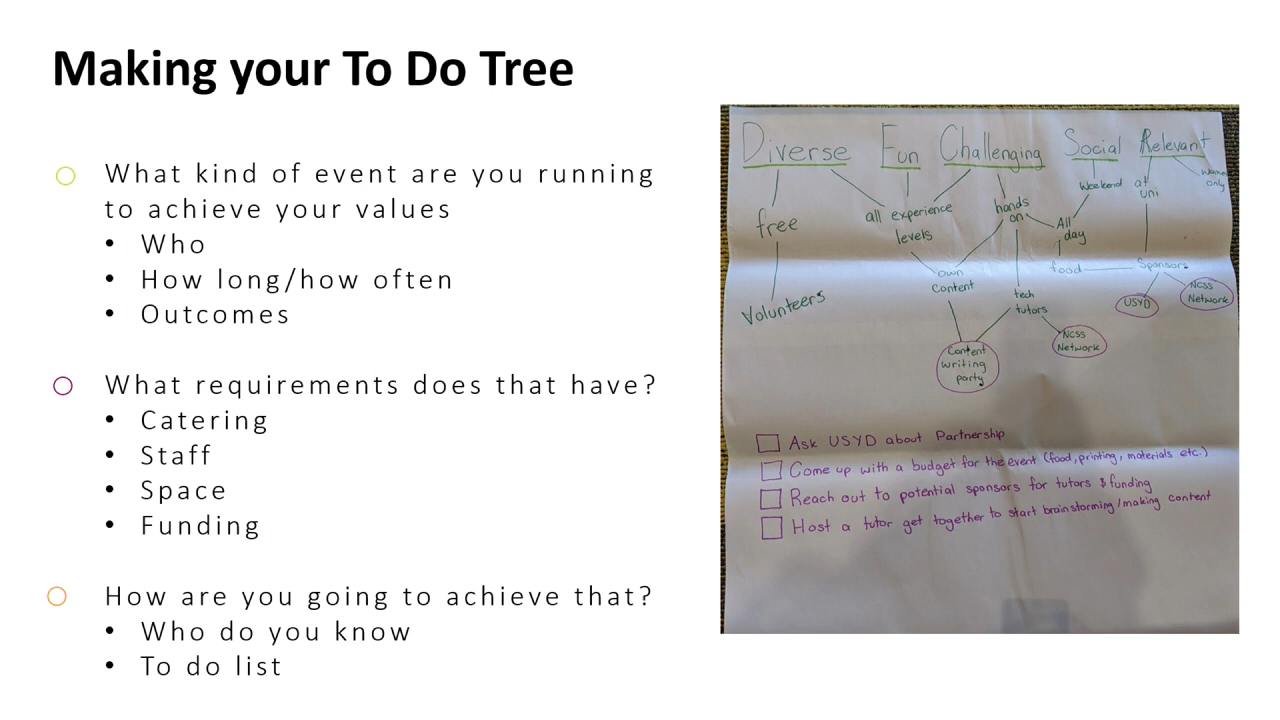 Making your To Do Tree
What kind of event are you running
to achieve your values
• Who
• How long/how often
• Outcomes
What requirements does that have?
• Catering
• Staff
• Space
• Funding
How are you going to achieve that?
• Who do you know
• To do list
Diverse Fun Challenging Social Relevant
free
Volunteers
all experience
levels
hands
on
Weekend
at
uni
Women
only
All
day
food
Sponsors
own
Content
tech
tutors
USYD
NCSS
Network
NCSS
Network
Content
writing
party
Ask USYD about Partnership
Come up with a budget for the event (food, printing, materials etc.)
Reach out to potential sponsors for tutors & funding
Host a tutor get together to start brainstorming/making content